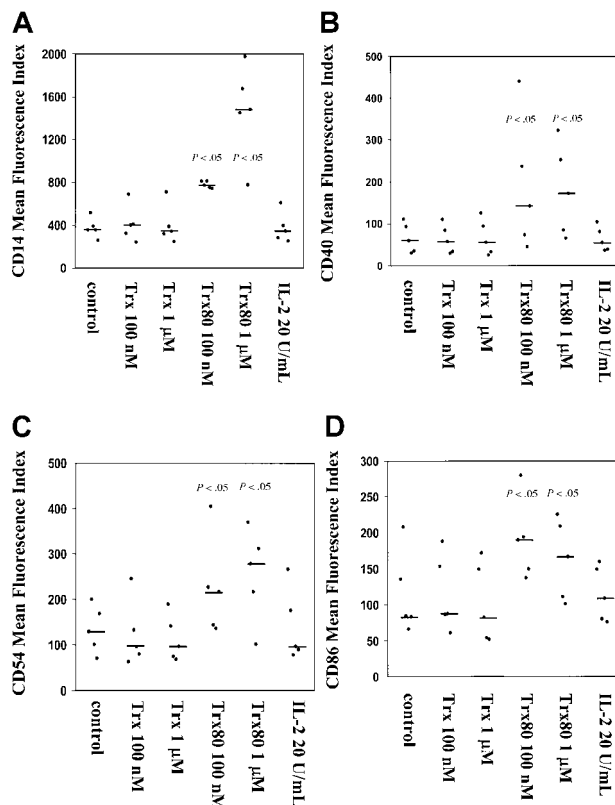 A
CD14 Mean Fluorescence Index
2000
1600
1200
800
400
0
P < .05 P < .05
control
Trx 100 nM
Trx 1 µM
Trx80 100 nM
Trx80 1 µM
IL-2 20 U/mL
B
CD40 Mean Fluorescence Index
500
400
300
200
100
0
P < .05 P < .05
control
Trx 100 nM
Trx 1 µM
Trx80 100 nM
Trx80 1 µM
IL-2 20 U/mL
C
CD54 Mean Fluorescence Index
500
400
300
200
100
0
P < .05 P < .05
control
Trx 100 nM
Trx 1 µM
Trx80 100 nM
Trx80 1 µM
IL-2 20 U/mL
D
CD86 Mean Fluorescence Index
300
250
200
150
100
50
0
P < .05 P < .05
control
Trx 100 nM
Trx 1 µM
Trx80 100 nM
Trx80 1 µM
IL-2 20 U/mL